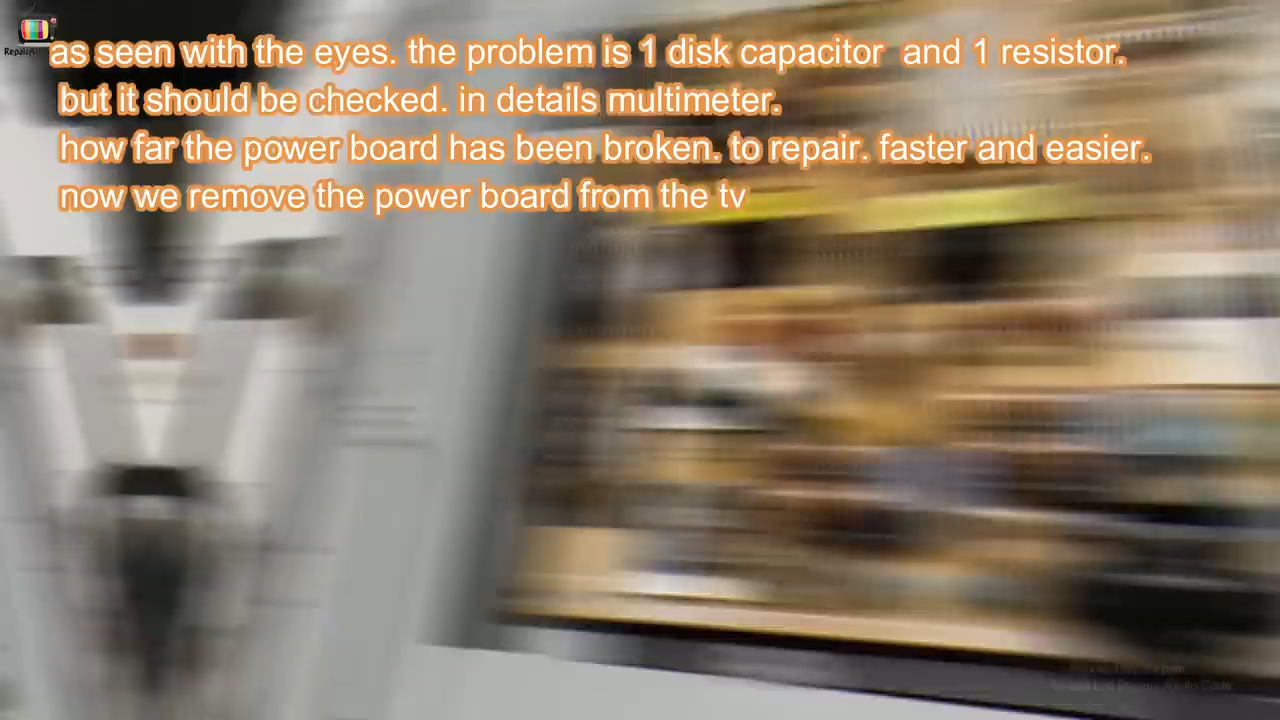 as seen with the eyes. the problem is 1 disk capacitor  and 1 resistor.
but it should be checked. in details multimeter.
how far the power board has been broken. to repair. faster and easier.
now we remove the power board from the tv